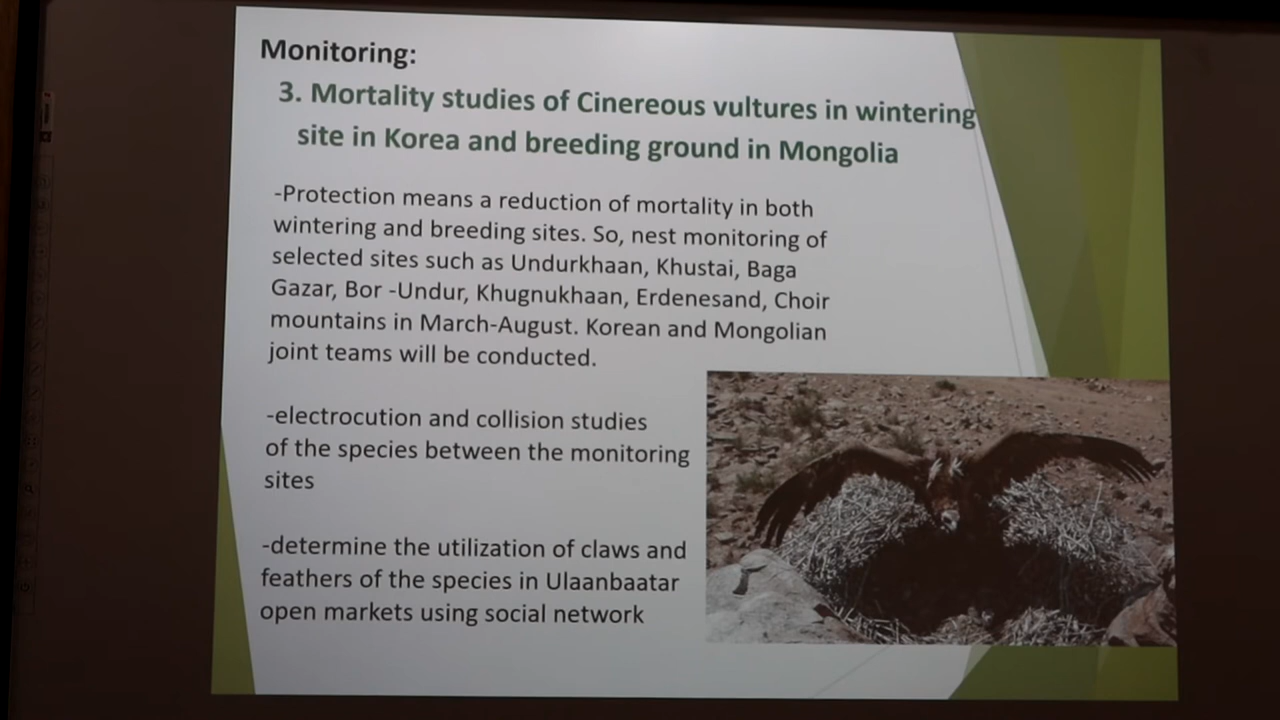 Monitoring:
3. Mortality studies of Cinereous vultures in wintering
site in Korea and breeding ground in Mongolia
-Protection means a reduction of mortality in both
wintering and breeding sites. So, nest monitoring of
selected sites such as Undurkhaan, Khustai, Baga
Gazar, Bor -Undur, Khugnukhaan, Erdenesand, Choir
mountains in March-August. Korean and Mongolian
joint teams will be conducted.
-electrocution and collision studies
of the species between the monitoring
sites
-determine the utilization of claws and
feathers of the species in Ulaanbaatar
open markets using social network